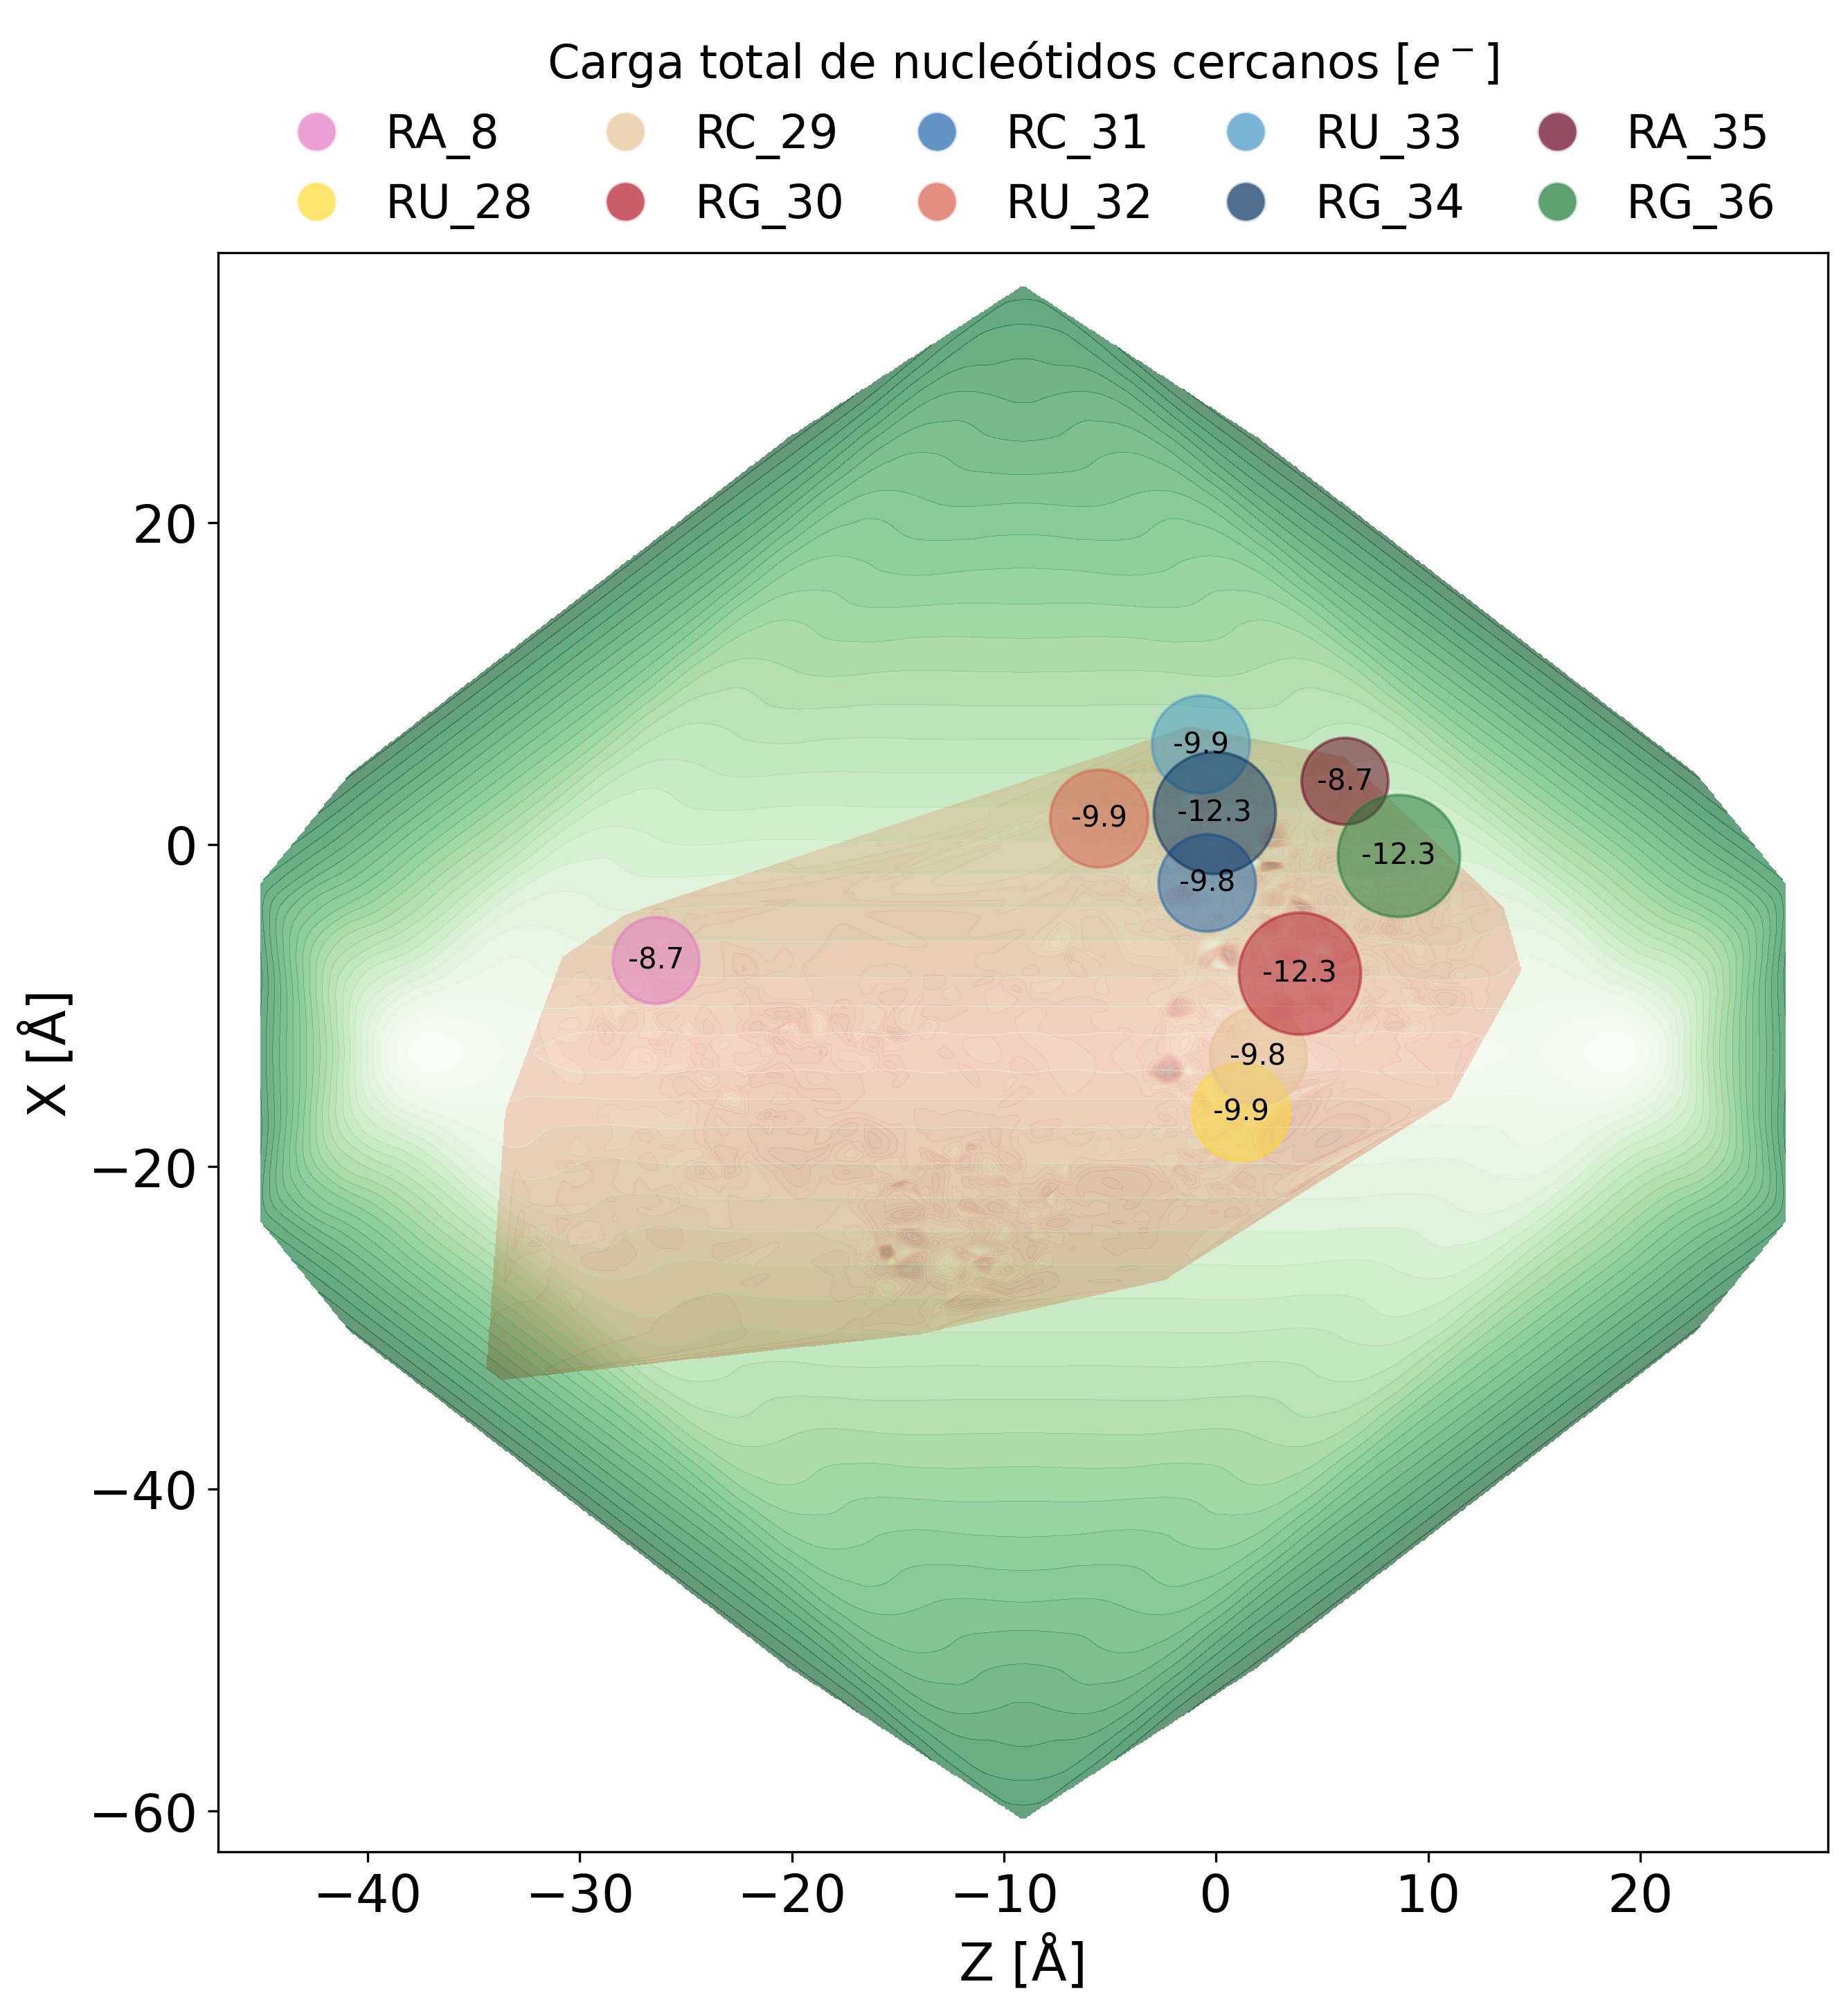 Carga total de nucleótidos cercanos [e⁻]
RA_8 RC_29 RC_31 RU_33 RA_35
RU_28 RG_30 RU_32 RG_34 RG_36
20
0
−20
−40
−60
X [Å]
-9.9
-8.7
-12.3
-9.9
-12.3
-9.8
-8.7
-12.3
-9.8
-9.9
−40 −30 −20 −10 0 10 20
Z [Å]